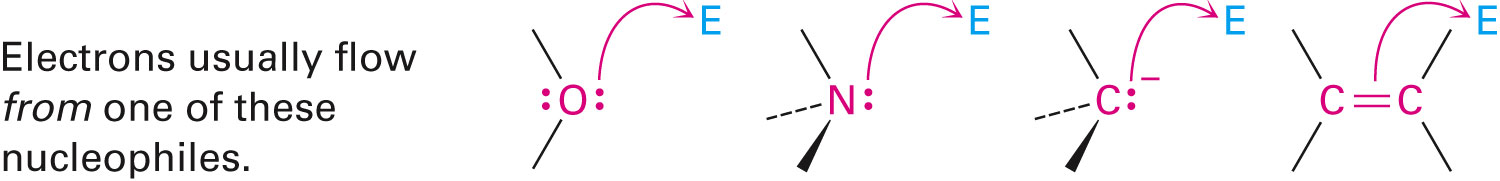 Electrons usually flow
from one of these
nucleophiles.
E E E E
:O: N: C:− C=C